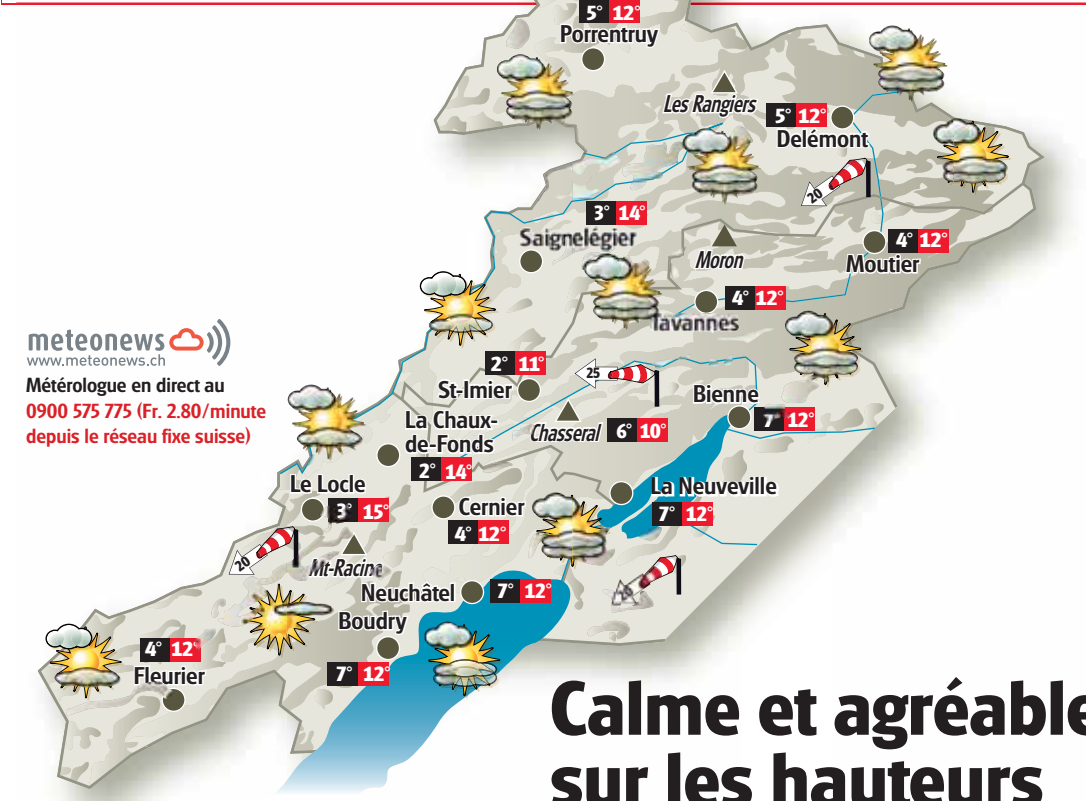 5° 12°
Porrentruy
Les Rangiers
5° 12°
Delémont
20
3° 14°
Saignelégier
Moron
4° 12°
Moutier
4° 12°
Tavannes
meteonews
www.meteonews.ch
Météorologue en direct au
0900 575 775 (Fr. 2.80/minute
depuis le réseau fixe suisse)
2° 11°
St-Imier
25
Bienne
7° 12°
La Chaux-
de-Fonds
2° 14°
Chasseral 6° 10°
Le Locle
3° 15°
Cernier
4° 12°
La Neuveville
7° 12°
20
Mt-Racine
Neuchâtel 7° 12°
Boudry
7° 12°
4° 12°
Fleurier
Calme et agréable
sur les hauteurs